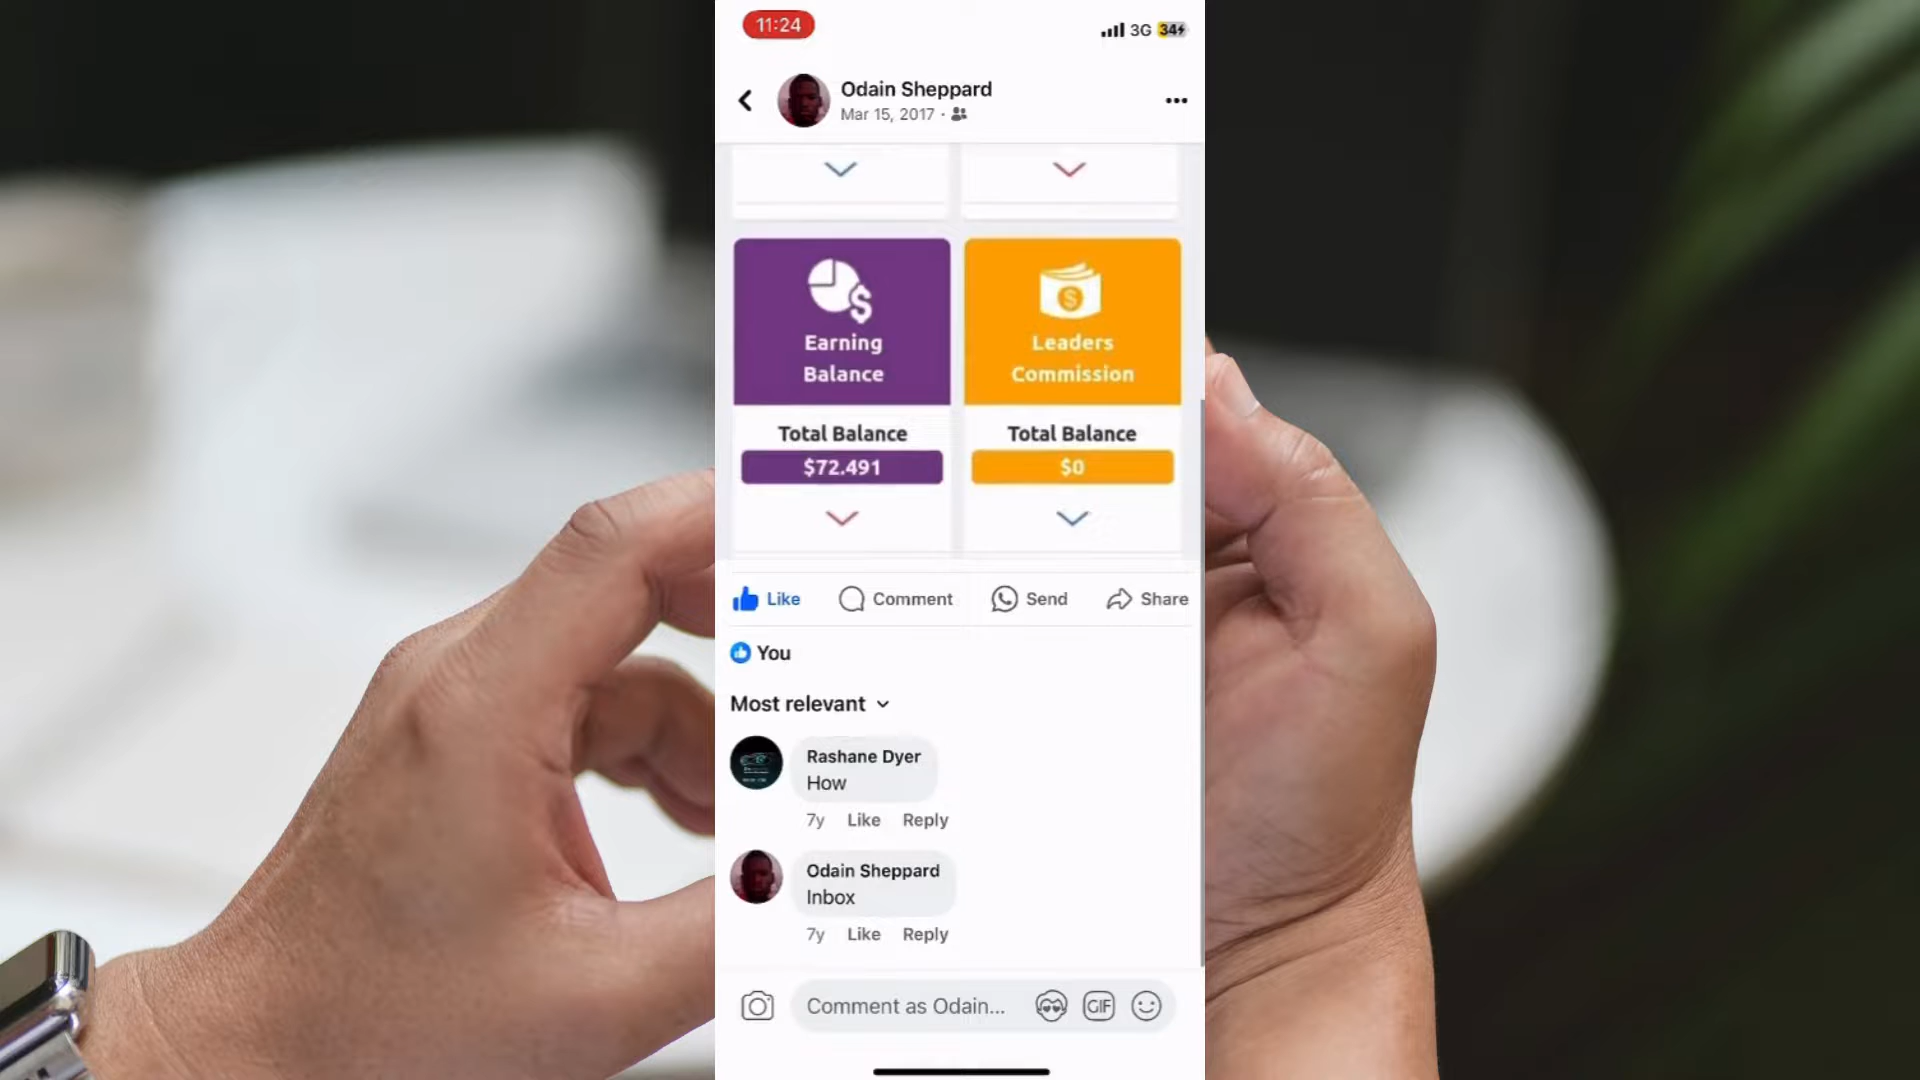 11:24
3G
34
Odain Sheppard
Mar 15, 2017 ·
Earning
Balance
Leaders
Commission
Total Balance
$72.491
Total Balance
$0
Like
Comment
Send
Share
You
Most relevant
Rashane Dyer
How
7y Like Reply
Odain Sheppard
Inbox
7y Like Reply
Comment as Odain...
GIF